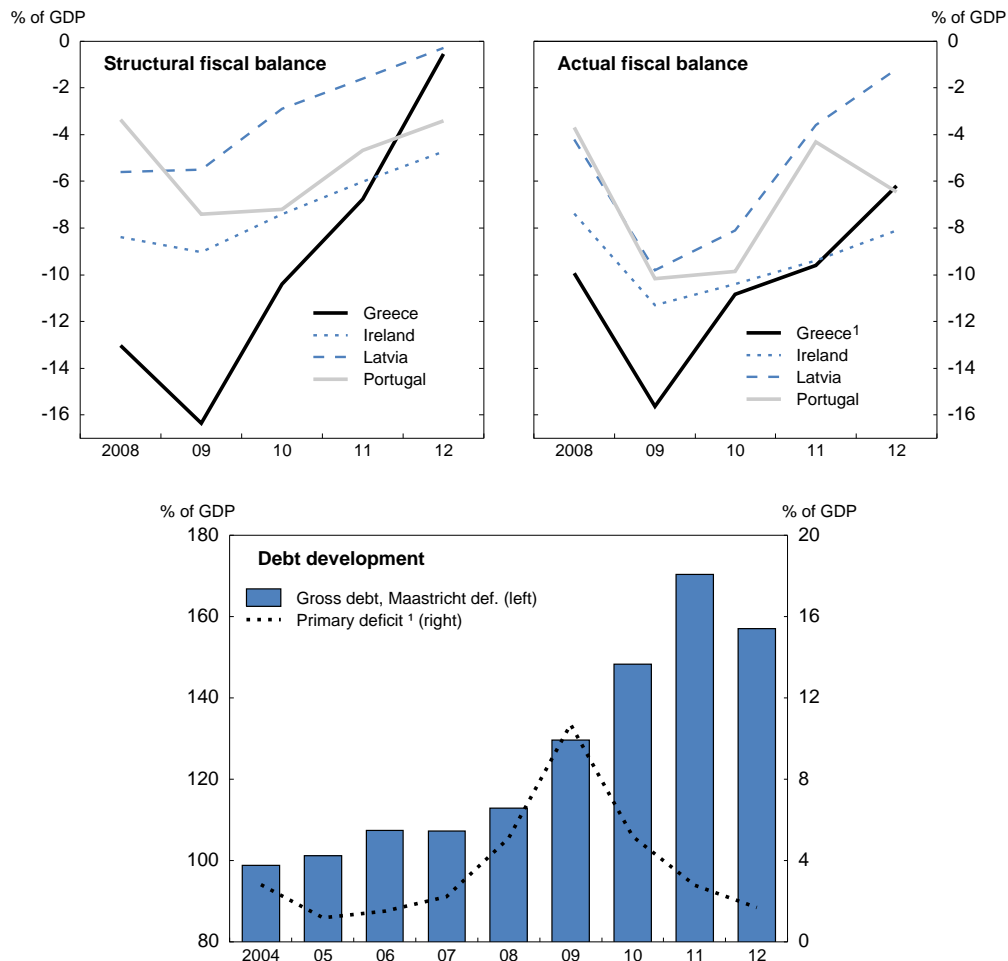 % of GDP
% of GDP
0
-2
-4
-6
-8
-10
-12
-14
-16
Structural fiscal balance
Greece
Ireland
Latvia
Portugal
2008 09 10 11 12
Actual fiscal balance
Greece¹
Ireland
Latvia
Portugal
0
-2
-4
-6
-8
-10
-12
-14
-16
2008 09 10 11 12
% of GDP
% of GDP
180
160
140
120
100
80
Debt development
Gross debt, Maastricht def. (left)
Primary deficit ¹ (right)
20
16
12
8
4
0
2004 05 06 07 08 09 10 11 12